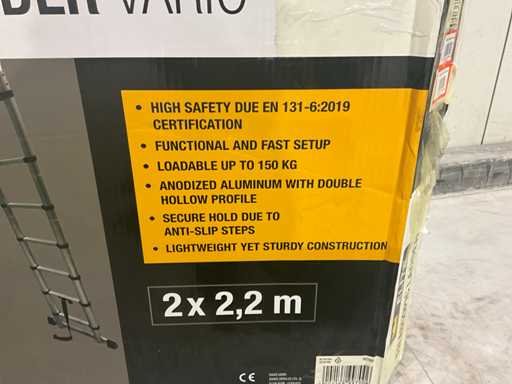 VARIO
• HIGH SAFETY DUE EN 131-6:2019
CERTIFICATION
• FUNCTIONAL AND FAST SETUP
• LOADABLE UP TO 150 KG
• ANODIZED ALUMINUM WITH DOUBLE
HOLLOW PROFILE
• SECURE HOLD DUE TO
ANTI-SLIP STEPS
• LIGHTWEIGHT YET STURDY CONSTRUCTION
2 x 2,2 m
CE